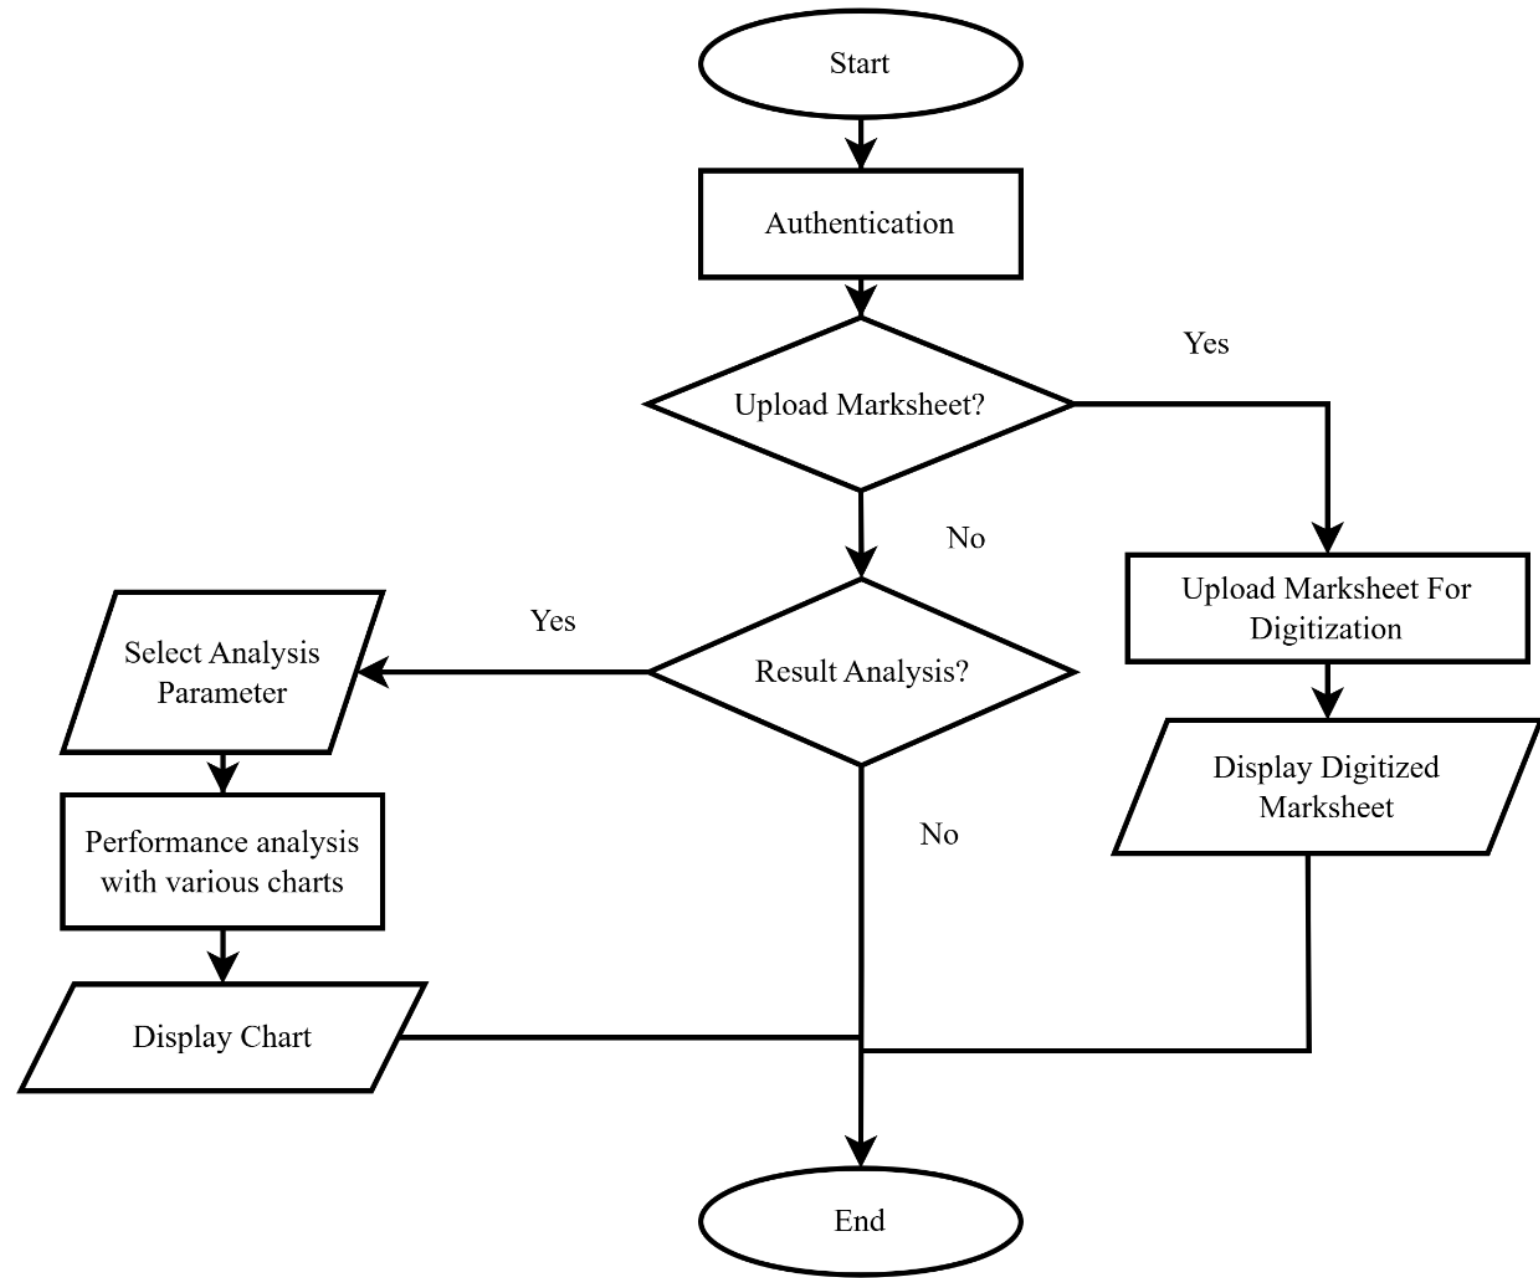 Start
Authentication
Yes
Upload Marksheet?
No
Upload Marksheet For
Digitization
Yes
Select Analysis
Parameter
Result Analysis?
Display Digitized
Marksheet
No
Performance analysis
with various charts
Display Chart
End